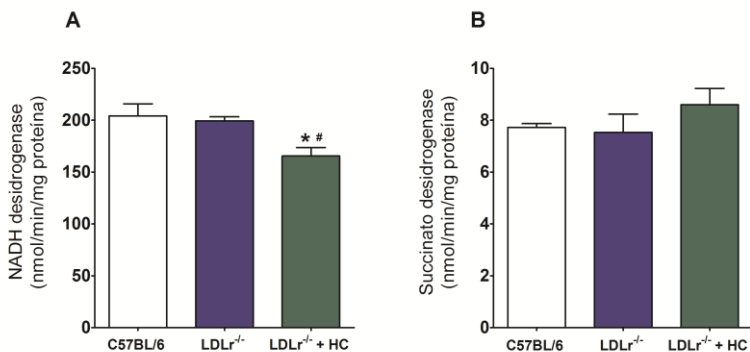 A
NADH desidrogenase
(nmol/min/mg proteína)
250
200
150
100
50
0
* #
C57BL/6 LDLr-/- LDLr-/- + HC
B
Succinato desidrogenase
(nmol/min/mg proteína)
10
8
6
4
2
0
C57BL/6 LDLr-/- LDLr-/- + HC